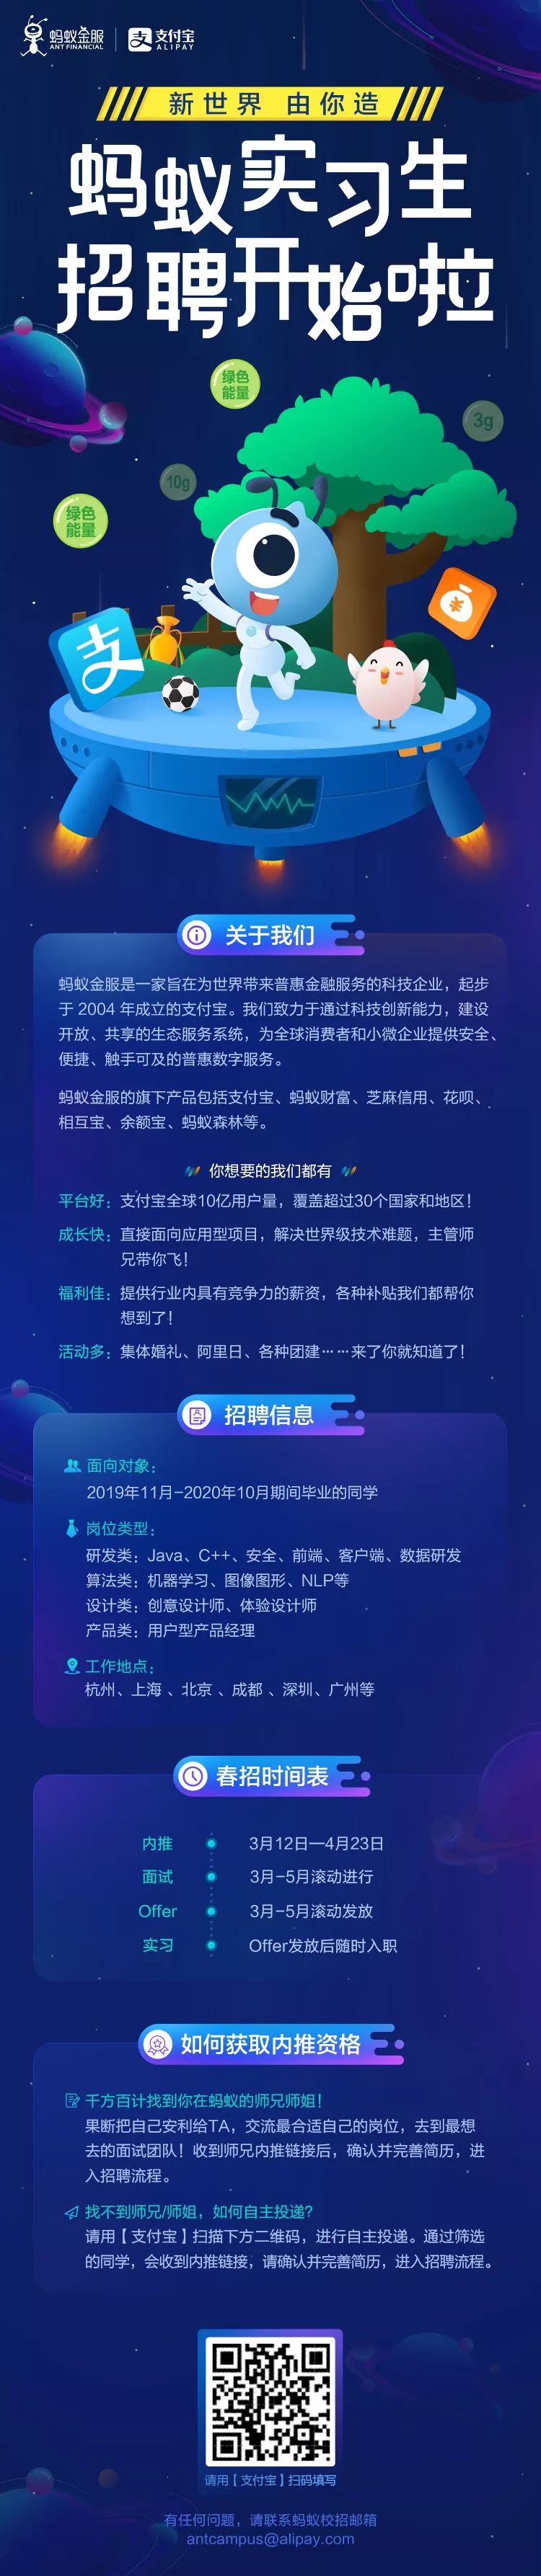 蚂蚁金服
ANT FINANCIAL
支 支付宝
ALIPAY
新世界 由你造
蚂蚁实习生
招聘开始啦
绿色
能量
3g
10g
绿色
能量
支
¥
关于我们
蚂蚁金服是一家旨在为世界带来普惠金融服务的科技企业，起步
于 2004 年成立的支付宝。我们致力于通过科技创新能力，建设
开放、共享的生态服务系统，为全球消费者和小微企业提供安全、
便捷、触手可及的普惠数字服务。
蚂蚁金服的旗下产品包括支付宝、蚂蚁财富、芝麻信用、花呗、
相互宝、余额宝、蚂蚁森林等。
你想要的我们都有
平台好：支付宝全球10亿用户量，覆盖超过30个国家和地区！
成长快：直接面向应用型项目，解决世界级技术难题，主管师
兄带你飞！
福利佳：提供行业内具有竞争力的薪资，各种补贴我们都帮你
想到了！
活动多：集体婚礼、阿里日、各种团建……来了你就知道了！
招聘信息
面向对象：
2019年11月-2020年10月期间毕业的同学
岗位类型：
研发类：Java、C++、安全、前端、客户端、数据研发
算法类：机器学习、图像图形、NLP等
设计类：创意设计师、体验设计师
产品类：用户型产品经理
工作地点：
杭州、上海 、北京 、成都 、深圳、广州等
春招时间表
内推 3月12日—4月23日
面试 3月-5月滚动进行
Offer 3月-5月滚动发放
实习 Offer发放后随时入职
如何获取内推资格
千方百计找到你在蚂蚁的师兄师姐！
果断把自己安利给TA，交流最合适自己的岗位，去到最想
去的面试团队！收到师兄内推链接后，确认并完善简历，进
入招聘流程。
找不到师兄/师姐，如何自主投递？
请用【支付宝】扫描下方二维码，进行自主投递。通过筛选
的同学，会收到内推链接，请确认并完善简历，进入招聘流程。
请用【支付宝】扫码填写
有任何问题，请联系蚂蚁校招邮箱
antcampus@alipay.com